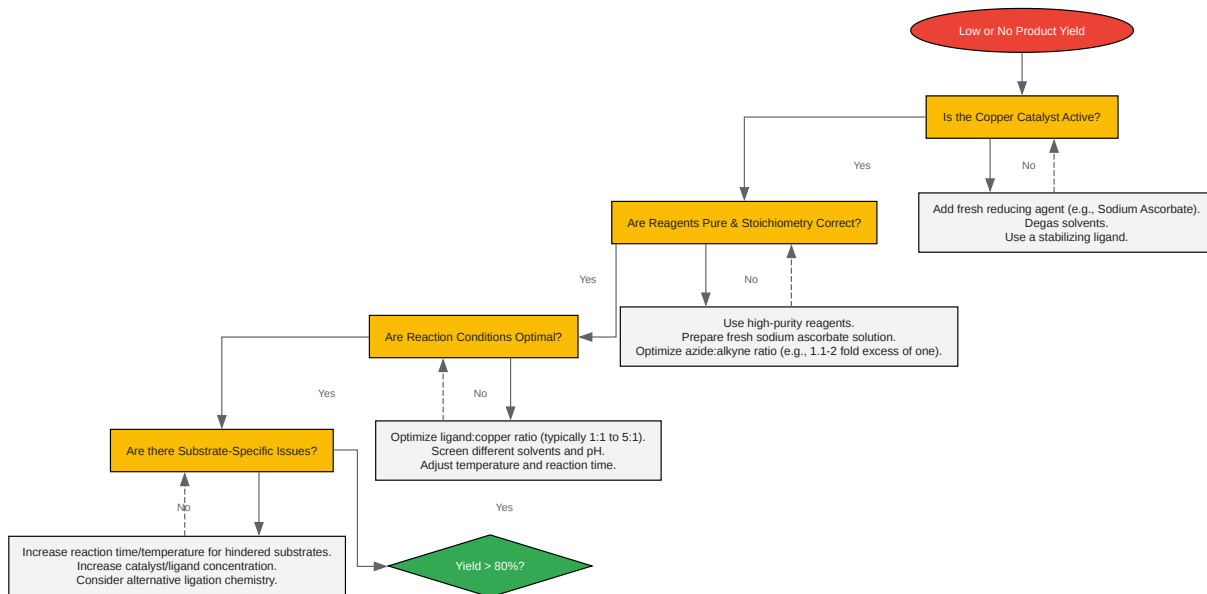 Low or No Product Yield
Is the Copper Catalyst Active?
Yes
No
Add fresh reducing agent (e.g., Sodium Ascorbate).
Degas solvents.
Use a stabilizing ligand.
Are Reagents Pure & Stoichiometry Correct?
Yes
No
Use high-purity reagents.
Prepare fresh sodium ascorbate solution.
Optimize azide:alkyne ratio (e.g., 1.1-2 fold excess of one).
Are Reaction Conditions Optimal?
Yes
No
Optimize ligand:copper ratio (typically 1:1 to 5:1).
Screen different solvents and pH.
Adjust temperature and reaction time.
Are there Substrate-Specific Issues?
No
Yes
Increase reaction time/temperature for hindered substrates.
Increase catalyst/ligand concentration.
Consider alternative ligation chemistry.
Yield > 80%?